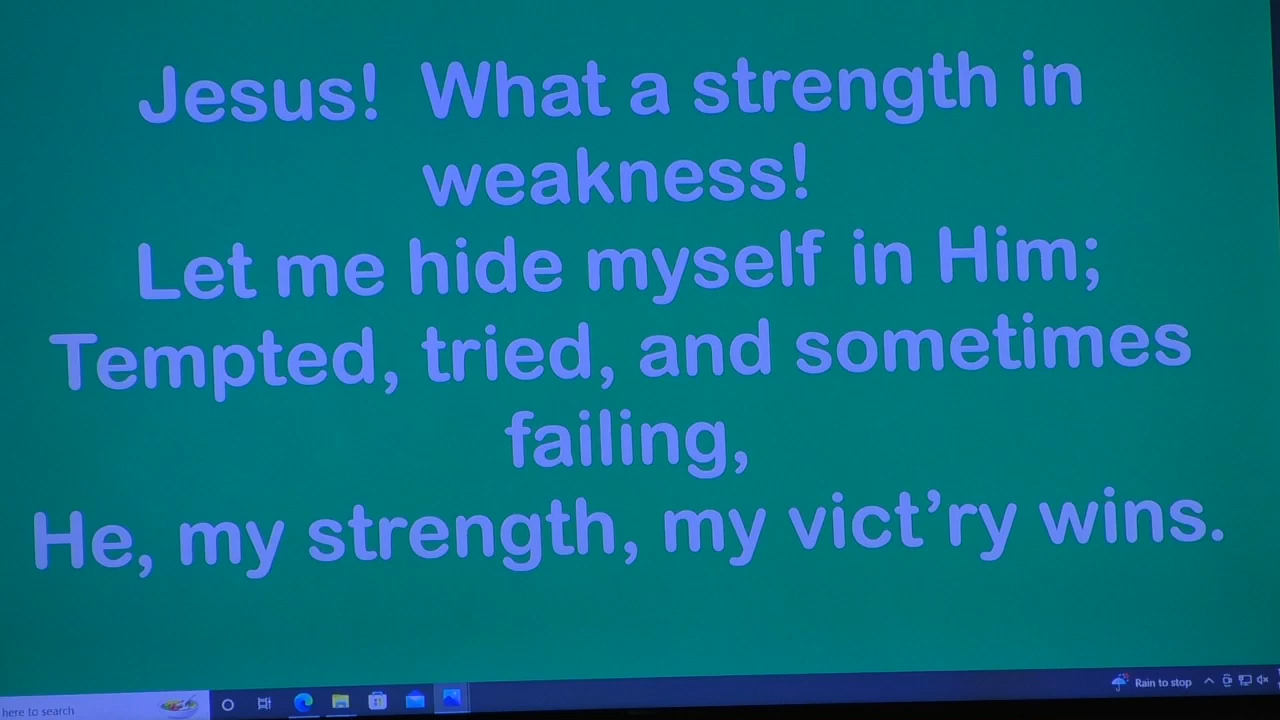 Jesus!  What a strength in
weakness!
Let me hide myself in Him;
Tempted, tried, and sometimes
failing,
He, my strength, my vict’ry wins.
here to search
Rain to stop